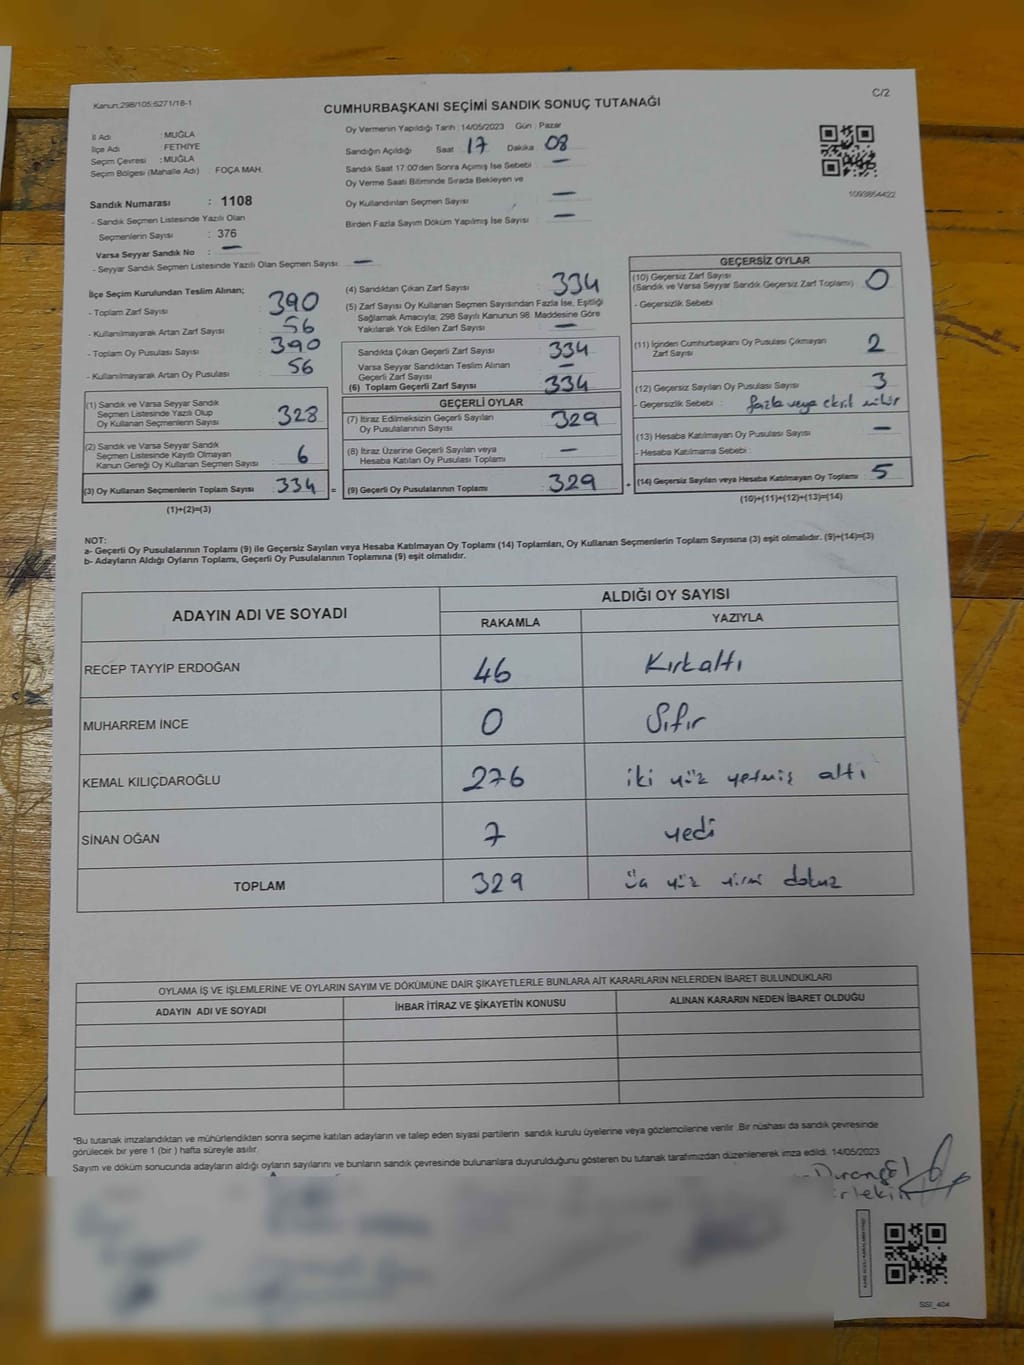 Kanun:298/105;6271/18-1
CUMHURBAŞKANI SEÇİMİ SANDIK SONUÇ TUTANAĞI
C/2
İl Adı : MUĞLA
İlçe Adı FETHİYE
Seçim Çevresi : MUĞLA
Seçim Bölgesi (Mahalle Adı) : FOÇA MAH.
Oy Vermenin Yapıldığı Tarih : 14/05/2023 Gün : Pazar
Sandığın Açıldığı Saat 17 Dakika 08
Sandık Saat 17:00'den Sonra Açımış İse Sebebi : —
Oy Verme Saati Bitiminde Sırada Bekleyen ve
Oy Kullandırılan Seçmen Sayısı : —
Birden Fazla Sayım Döküm Yapılmış İse Sayısı : —
1093854422
Sandık Numarası : 1108
- Sandık Seçmen Listesinde Yazılı Olan
Seçmenlerin Sayısı : 376
Varsa Seyyar Sandık No : —
- Seyyar Sandık Seçmen Listesinde Yazılı Olan Seçmen Sayısı: —
İlçe Seçim Kurulundan Teslim Alınan;
- Toplam Zarf Sayısı : 390
- Kullanılmayarak Artan Zarf Sayısı : 56
- Toplam Oy Pusulası Sayısı : 390
- Kullanılmayarak Artan Oy Pusulası : 56
(1) Sandık ve Varsa Seyyar Sandık
Seçmen Listesinde Yazılı Olup
Oy Kullanan Seçmenlerin Sayısı : 328
(2) Sandık ve Varsa Seyyar Sandık
Seçmen Listesinde Kayıtlı Olmayan
Kanun Gereği Oy Kullanan Seçmen Sayısı : 6
(3) Oy Kullanan Seçmenlerin Toplam Sayısı : 334 =
(1)+(2)=(3)
(4) Sandıktan Çıkan Zarf Sayısı : 334
(5) Zarf Sayısı Oy Kullanan Seçmen Sayısından Fazla İse, Eşitliği
Sağlamak Amacıyla; 298 Sayılı Kanunun 98. Maddesine Göre
Yakılarak Yok Edilen Zarf Sayısı : —
Sandıkta Çıkan Geçerli Zarf Sayısı : 334
Varsa Seyyar Sandıktan Teslim Alınan
Geçerli Zarf Sayısı : —
(6) Toplam Geçerli Zarf Sayısı : 334
GEÇERLİ OYLAR
(7) İtiraz Edilmeksizin Geçerli Sayılan
Oy Pusulalarının Sayısı : 329
(8) İtiraz Üzerine Geçerli Sayılan veya
Hesaba Katılan Oy Pusulası Toplamı : —
(9) Geçerli Oy Pusulalarının Toplamı : 329 +
GEÇERSİZ OYLAR
(10) Geçersiz Zarf Sayısı
(Sandık ve Varsa Seyyar Sandık Geçersiz Zarf Toplamı) : 0
- Geçersizlik Sebebi :
(11) İçinden Cumhurbaşkanı Oy Pusulası Çıkmayan
Zarf Sayısı : 2
(12) Geçersiz Sayılan Oy Pusulası Sayısı : 3
- Geçersizlik Sebebi : fazla veya eksik mühür
(13) Hesaba Katılmayan Oy Pusulası Sayısı : —
- Hesaba Katılmama Sebebi :
(14) Geçersiz Sayılan veya Hesaba Katılmayan Oy Toplamı : 5
(10)+(11)+(12)+(13)=(14)
NOT:
a- Geçerli Oy Pusulalarının Toplamı (9) ile Geçersiz Sayılan veya Hesaba Katılmayan Oy Toplamı (14) Toplamları, Oy Kullanan Seçmenlerin Toplam Sayısına (3) eşit olmalıdır. (9)+(14)=(3)
b- Adayların Aldığı Oyların Toplamı, Geçerli Oy Pusulalarının Toplamına (9) eşit olmalıdır.
ADAYIN ADI VE SOYADI
ALDIĞI OY SAYISI
RAKAMLA YAZIYLA
RECEP TAYYİP ERDOĞAN 46 Kırkaltı
MUHARREM İNCE 0 Sıfır
KEMAL KILIÇDAROĞLU 276 iki yüz yetmiş altı
SİNAN OĞAN 7 yedi
TOPLAM 329 üç yüz yirmi dokuz
OYLAMA İŞ VE İŞLEMLERİNE VE OYLARIN SAYIM VE DÖKÜMÜNE DAİR ŞİKAYETLERLE BUNLARA AİT KARARLARIN NELERDEN İBARET BULUNDUKLARI
ADAYIN ADI VE SOYADI İHBAR İTİRAZ VE ŞİKAYETİN KONUSU ALINAN KARARIN NEDEN İBARET OLDUĞU
*Bu tutanak imzalandıktan ve mühürlendikten sonra seçime katılan adayların ve talep eden siyasi partilerin sandık kurulu üyelerine veya gözlemcilerine verilir. Bir nüshası da sandık çevresinde
görülecek bir yere 1 (bir ) hafta süreyle asılır.
Sayım ve döküm sonucunda adayların aldığı oyların sayılarını ve bunların sandık çevresinde bulunanlara duyurulduğunu gösteren bu tutanak tarafımızdan düzenlenerek imza edildi. 14/05/2023
SSI_404